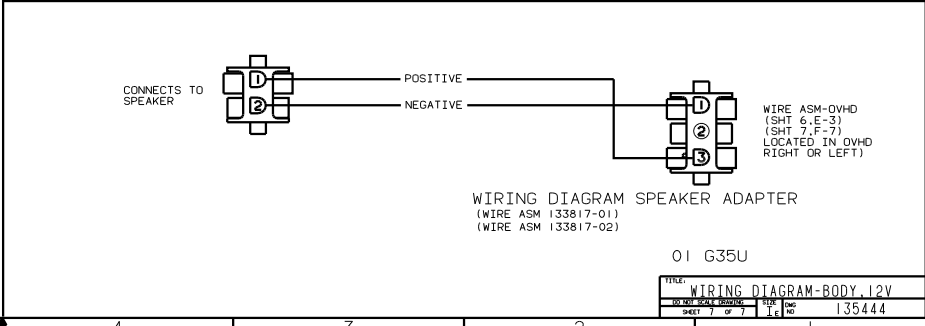 CONNECTS TO
SPEAKER
1
2
POSITIVE
NEGATIVE
1
2
3
WIRE ASM-OVHD
(SHT 6,E-3)
(SHT 7,F-7)
LOCATED IN OVHD
RIGHT OR LEFT)
WIRING DIAGRAM SPEAKER ADAPTER
(WIRE ASM 133817-01)
(WIRE ASM 133817-02)
01 G35U
TITLE:
WIRING DIAGRAM-BODY,12V
DO NOT SCALE DRAWING
SHEET 7 OF 7
SIZE
E
DWG
NO
135444
4
3
2
1